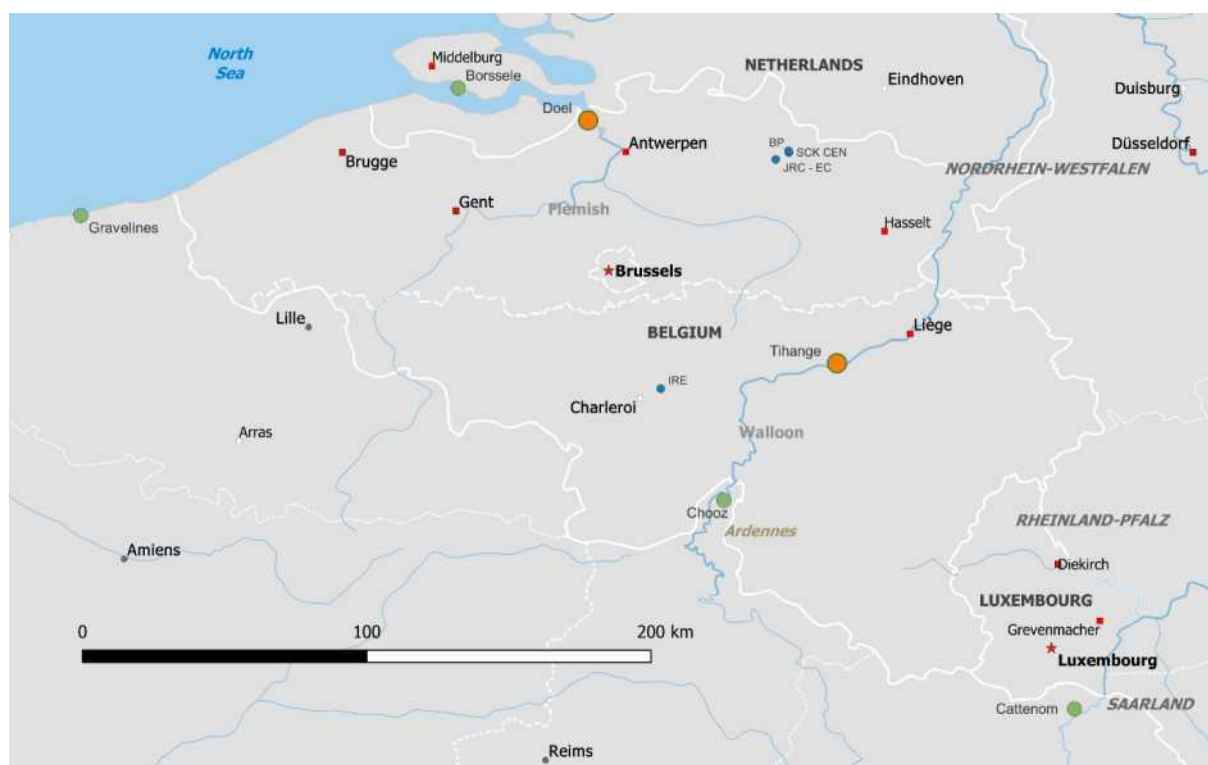 North
Sea
Middelburg
Borssele
NETHERLANDS
Eindhoven
Duisburg
Doel
Antwerpen
BP
SCK CEN
JRC - EC
Düsseldorf
Brugge
NORDRHEIN-WESTFALEN
Gent
Flemish
Gravelines
Hasselt
Brussels
Lille
BELGIUM
Liège
Tihange
IRE
Charleroi
Arras
Walloon
Chooz
Ardennes
RHEINLAND-PFALZ
Amiens
Diekirch
LUXEMBOURG
Grevenmacher
0 100 200 km
Luxembourg
Cattenom
SAARLAND
Reims